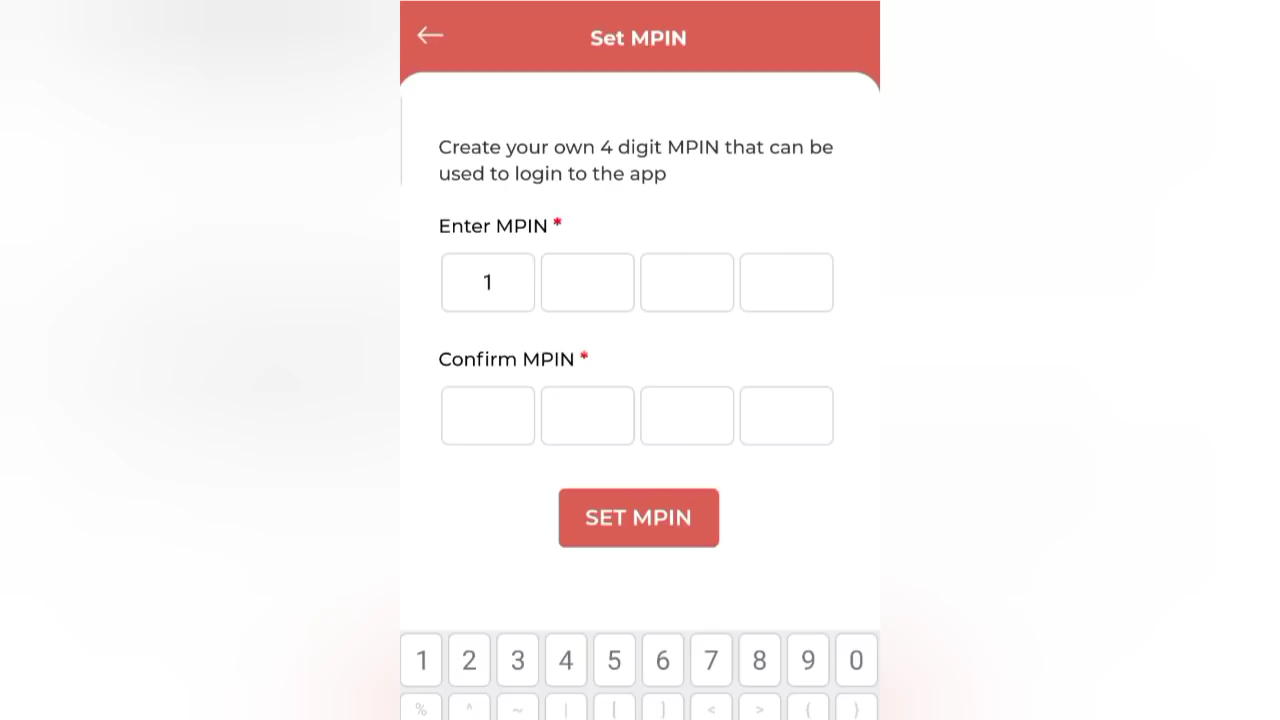 Set MPIN
Create your own 4 digit MPIN that can be
used to login to the app
Enter MPIN *
1
Confirm MPIN *
SET MPIN
1 2 3 4 5 6 7 8 9 0
% ^ ~ | [ ] < > { }